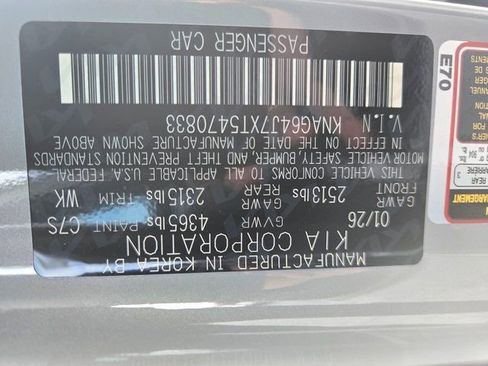 MANUFACTURED IN KOREA BY
KIA CORPORATION
01/26 GVWR 4365lbs PAINT C7S
GAWR FRONT 2513lbs GAWR REAR 2315lbs TRIM WK
THIS VEHICLE CONFORMS TO ALL APPLICABLE U.S.A. FEDERAL
MOTOR VEHICLE SAFETY, BUMPER, AND THEFT PREVENTION STANDARDS
IN EFFECT ON THE DATE OF MANUFACTURE SHOWN ABOVE
V.I.N KNAG64J7XT5470833
PASSENGER CAR
E70